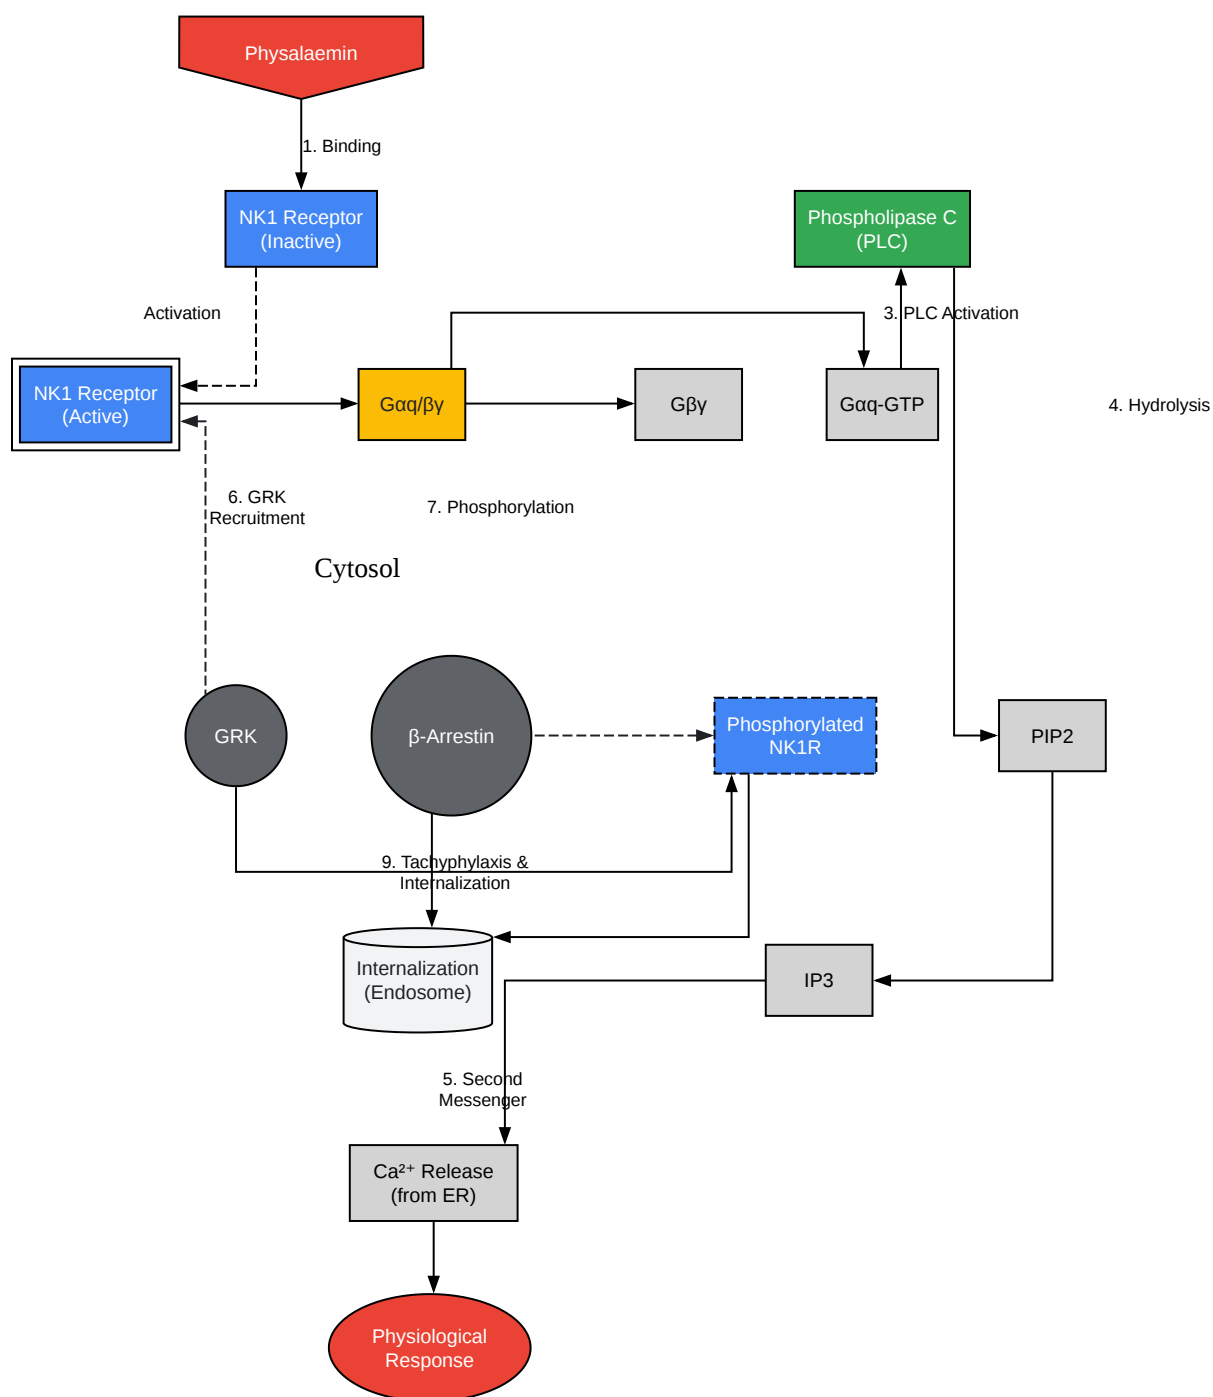 Physalaemin
1. Binding
NK1 Receptor
(Inactive)
Phospholipase C
(PLC)
Activation
3. PLC Activation
NK1 Receptor
(Active)
Gαq/βγ
Gβγ
Gαq-GTP
4. Hydrolysis
6. GRK
Recruitment
7. Phosphorylation
Cytosol
GRK
β-Arrestin
Phosphorylated
NK1R
PIP2
9. Tachyphylaxis &
Internalization
Internalization
(Endosome)
IP3
5. Second
Messenger
Ca²⁺ Release
(from ER)
Physiological
Response